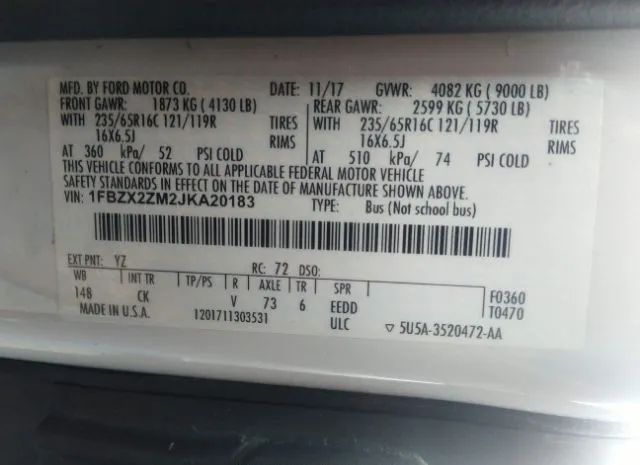 MFD. BY FORD MOTOR CO. DATE: 11/17 GVWR: 4082 KG ( 9000 LB)
FRONT GAWR: 1873 KG ( 4130 LB) REAR GAWR: 2599 KG ( 5730 LB)
WITH 235/65R16C 121/119R TIRES WITH 235/65R16C 121/119R TIRES
16X6.5J RIMS 16X6.5J RIMS
AT 360 kPa/ 52 PSI COLD AT 510 kPa/ 74 PSI COLD
THIS VEHICLE CONFORMS TO ALL APPLICABLE FEDERAL MOTOR VEHICLE
SAFETY STANDARDS IN EFFECT ON THE DATE OF MANUFACTURE SHOWN ABOVE.
VIN: 1FBZX2ZM2JKA20183 TYPE: Bus (Not school bus)
EXT PNT: YZ RC: 72 DSO:
WB INT TR TP/PS R AXLE TR SPR F0360
148 CK V 73 6 EEDD T0470
MADE IN U.S.A. 1201711303531 ULC ▽ 5U5A-3520472-AA